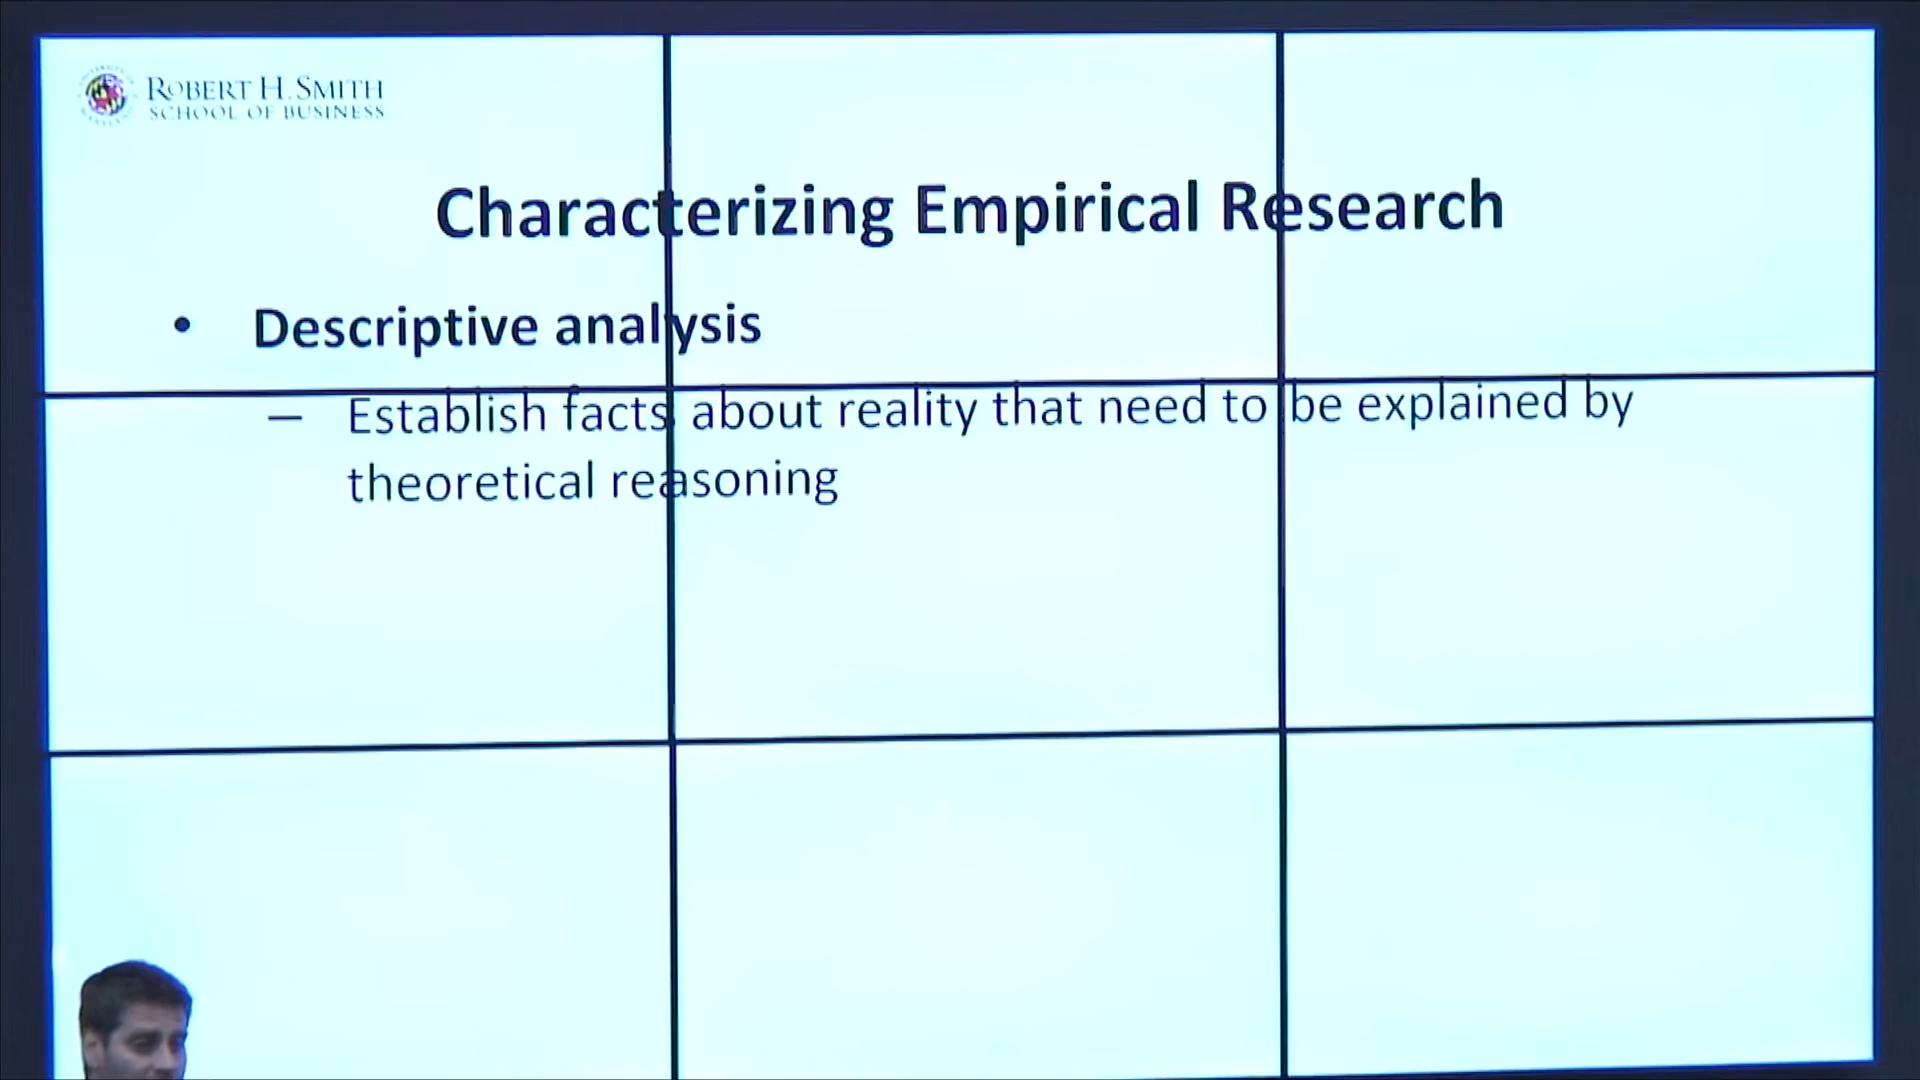 ROBERT H. SMITH
SCHOOL OF BUSINESS
Characterizing Empirical Research
• Descriptive analysis
– Establish facts about reality that need to be explained by
theoretical reasoning